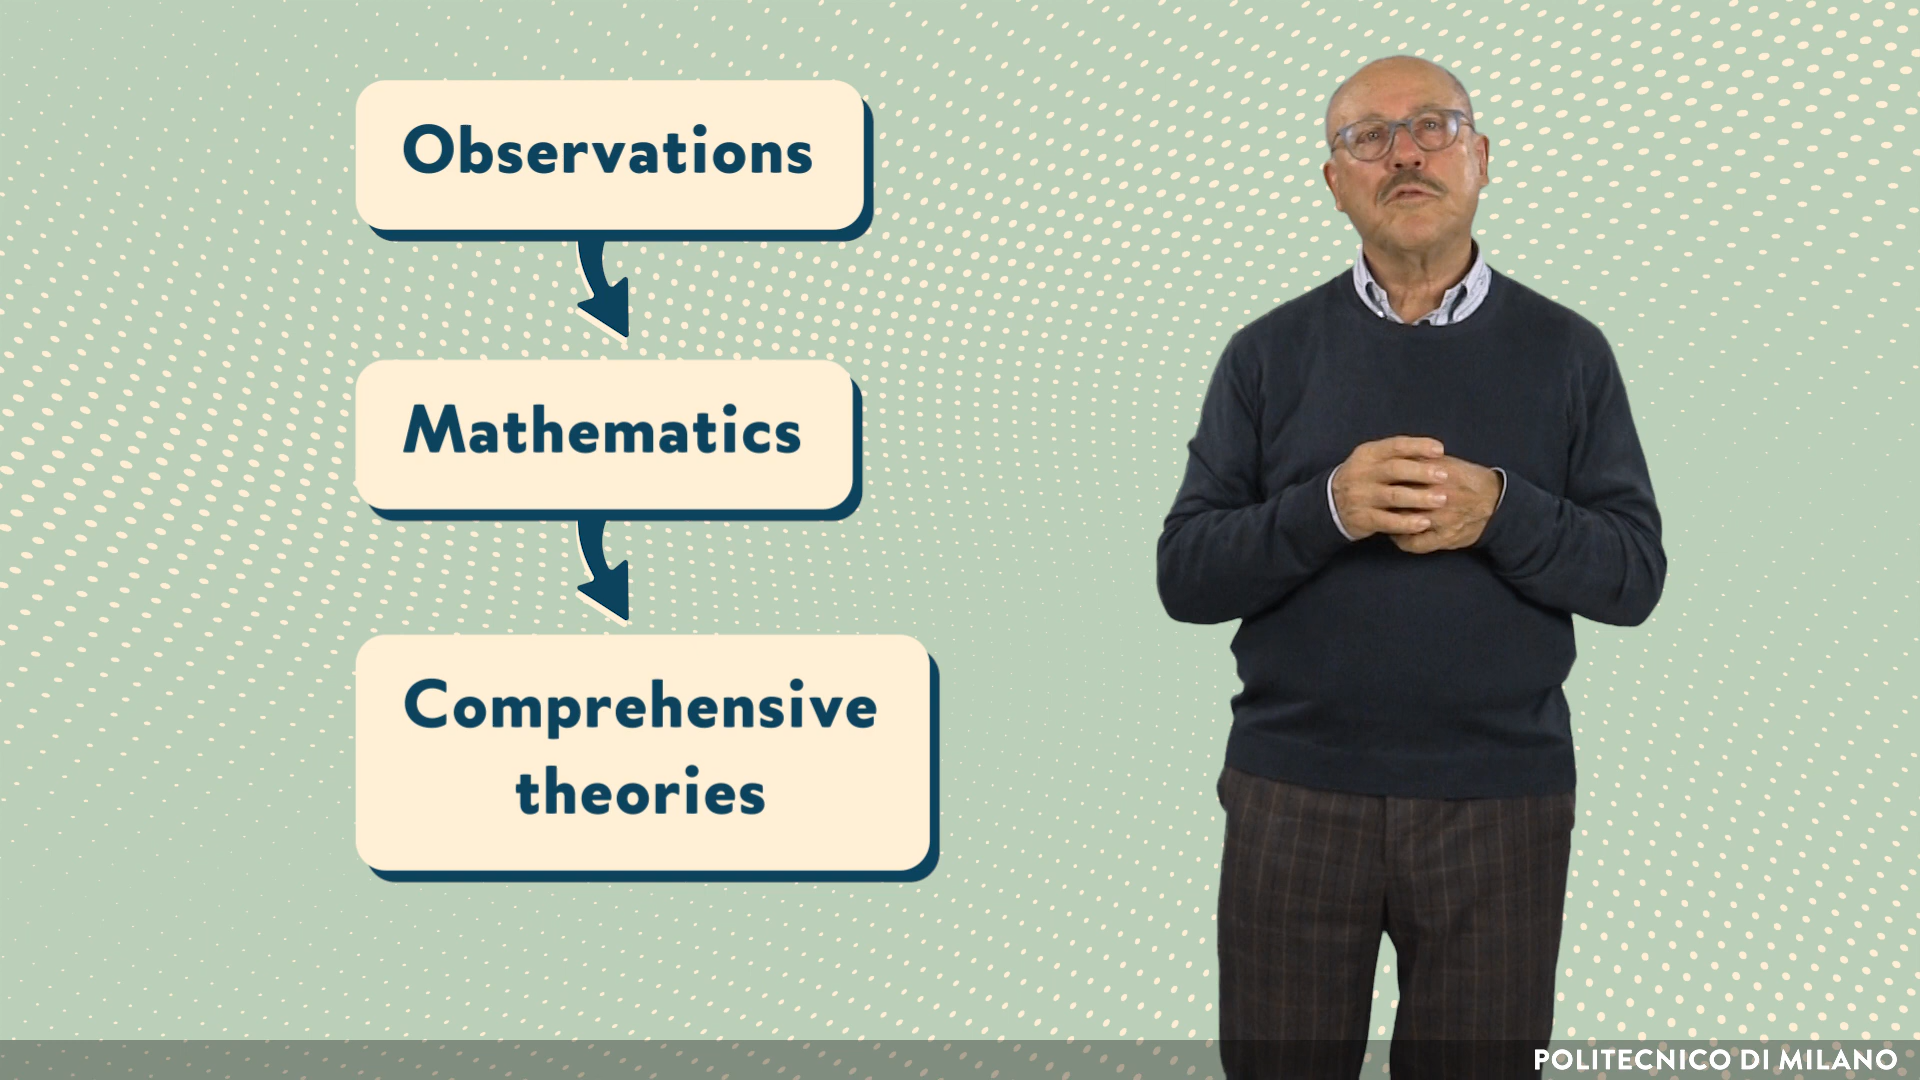 Observations
Mathematics
Comprehensive
theories
POLITECNICO DI MILANO